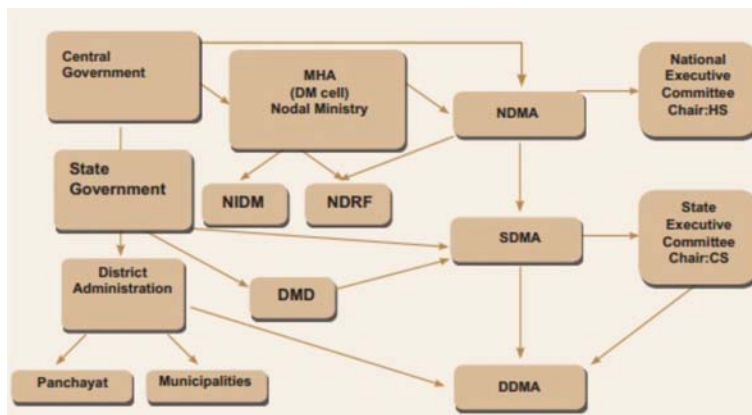 Central
Government
MHA
(DM cell)
Nodal Ministry
NDMA
National
Executive
Committee
Chair:HS
State
Government
NIDM
NDRF
SDMA
State
Executive
Committee
Chair:CS
District
Administration
DMD
Panchayat
Municipalities
DDMA